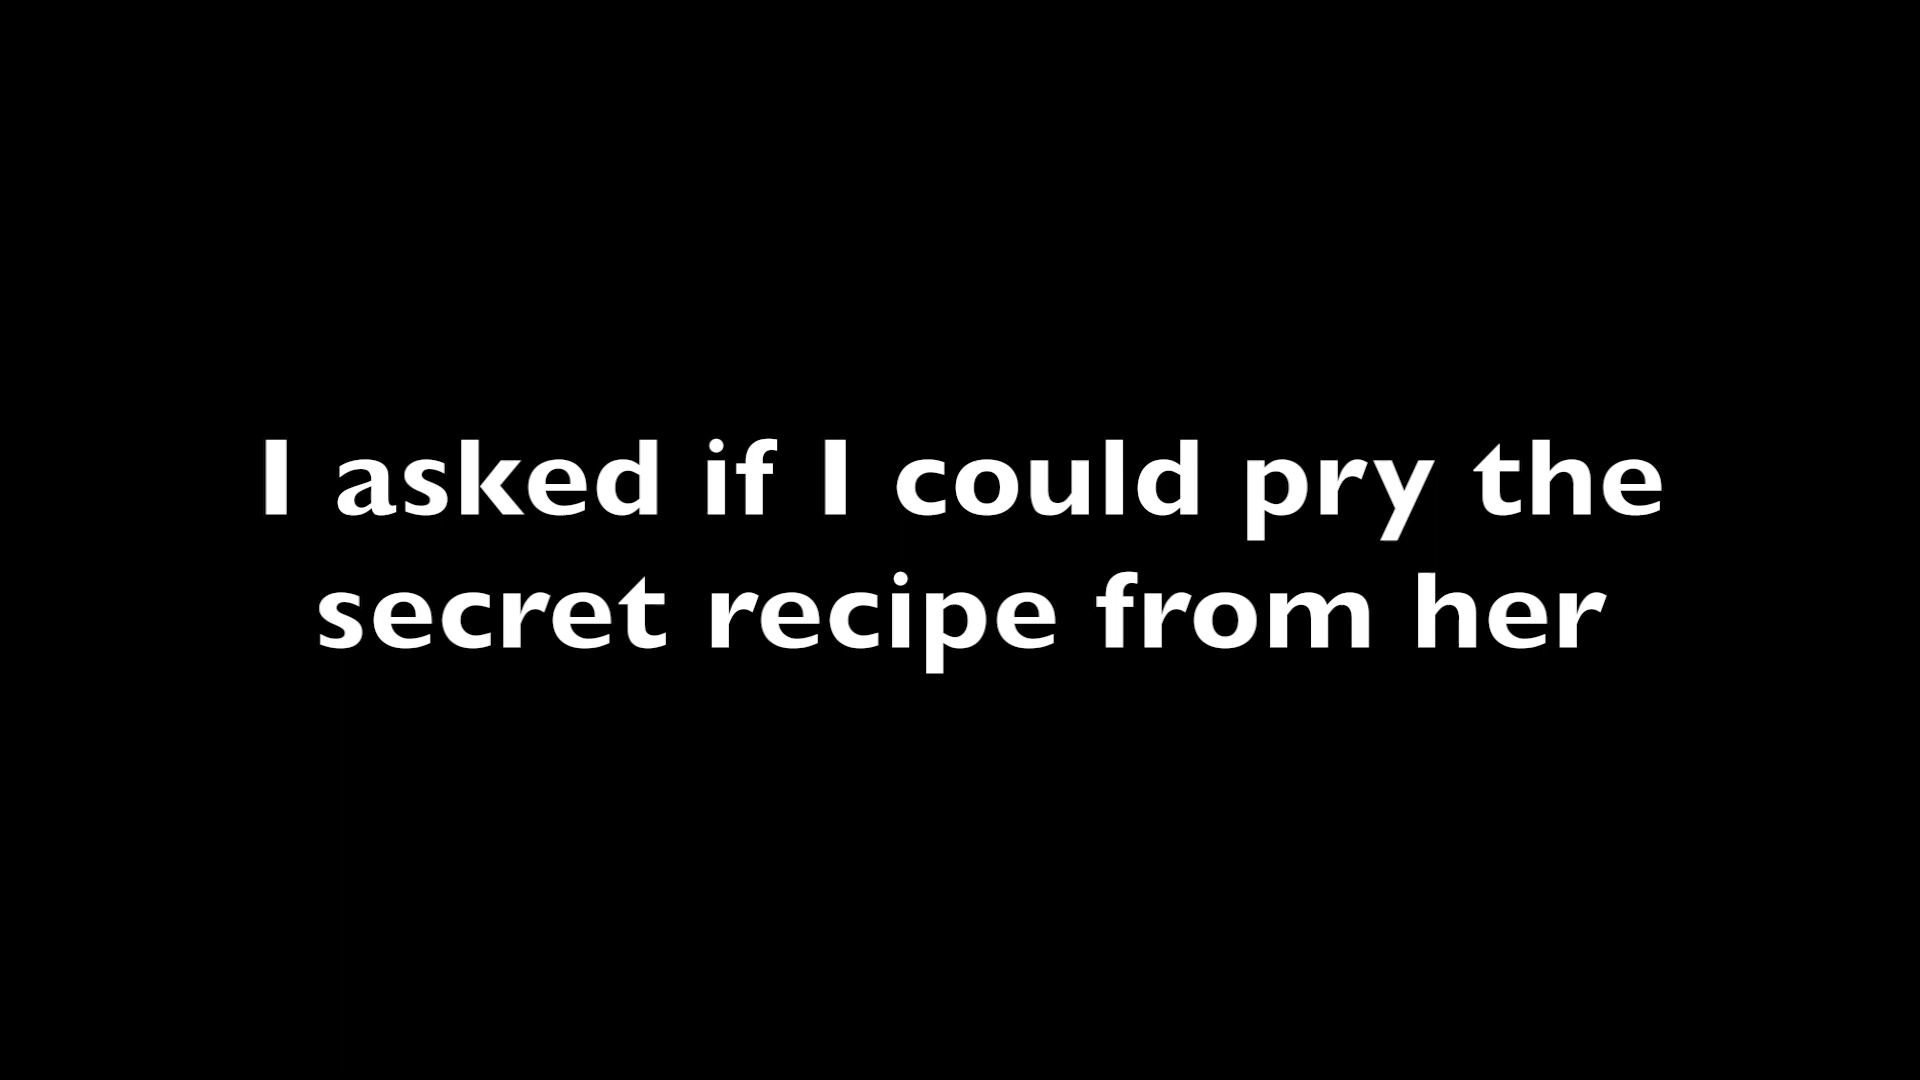 I asked if I could pry the
secret recipe from her